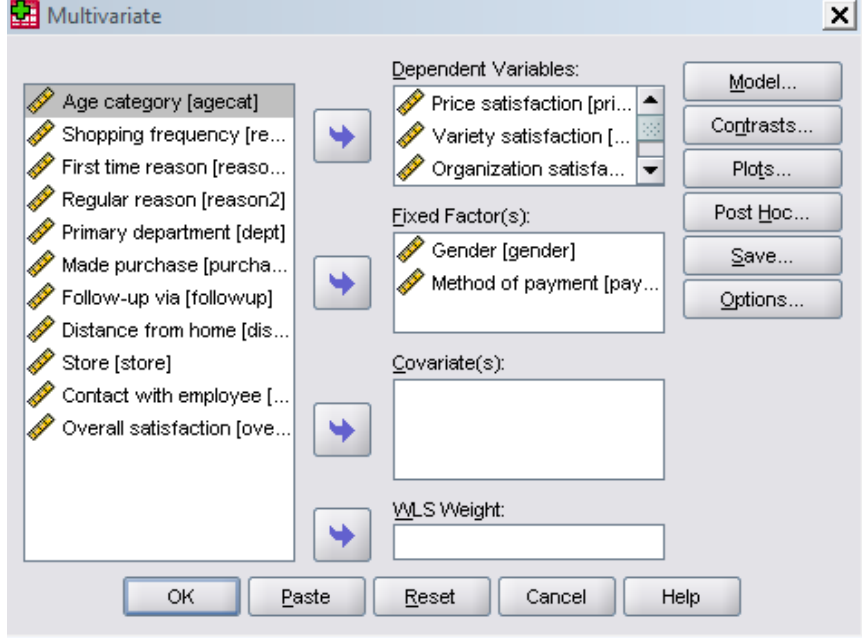 Multivariate
Age category [agecat]
Shopping frequency [re...
First time reason [reaso...
Regular reason [reason2]
Primary department [dept]
Made purchase [purcha...
Follow-up via [followup]
Distance from home [dis...
Store [store]
Contact with employee [...
Overall satisfaction [ove...
Dependent Variables:
Price satisfaction [pri...
Variety satisfaction [...
Organization satisfa...
Fixed Factor(s):
Gender [gender]
Method of payment [pay...
Covariate(s):
WLS Weight:
Model...
Contrasts...
Plots...
Post Hoc...
Save...
Options...
OK
Paste
Reset
Cancel
Help